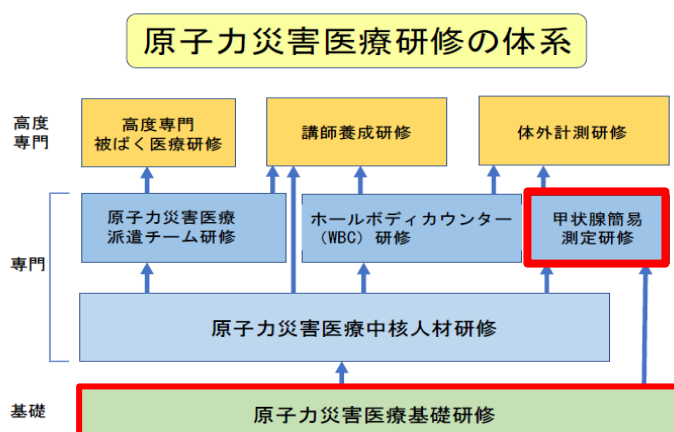 原子力災害医療研修の体系
高度
専門
高度専門
被ばく医療研修
講師養成研修
体外計測研修
専門
原子力災害医療
派遣チーム研修
ホールボディカウンター
(WBC)研修
甲状腺簡易
測定研修
原子力災害医療中核人材研修
基礎
原子力災害医療基礎研修